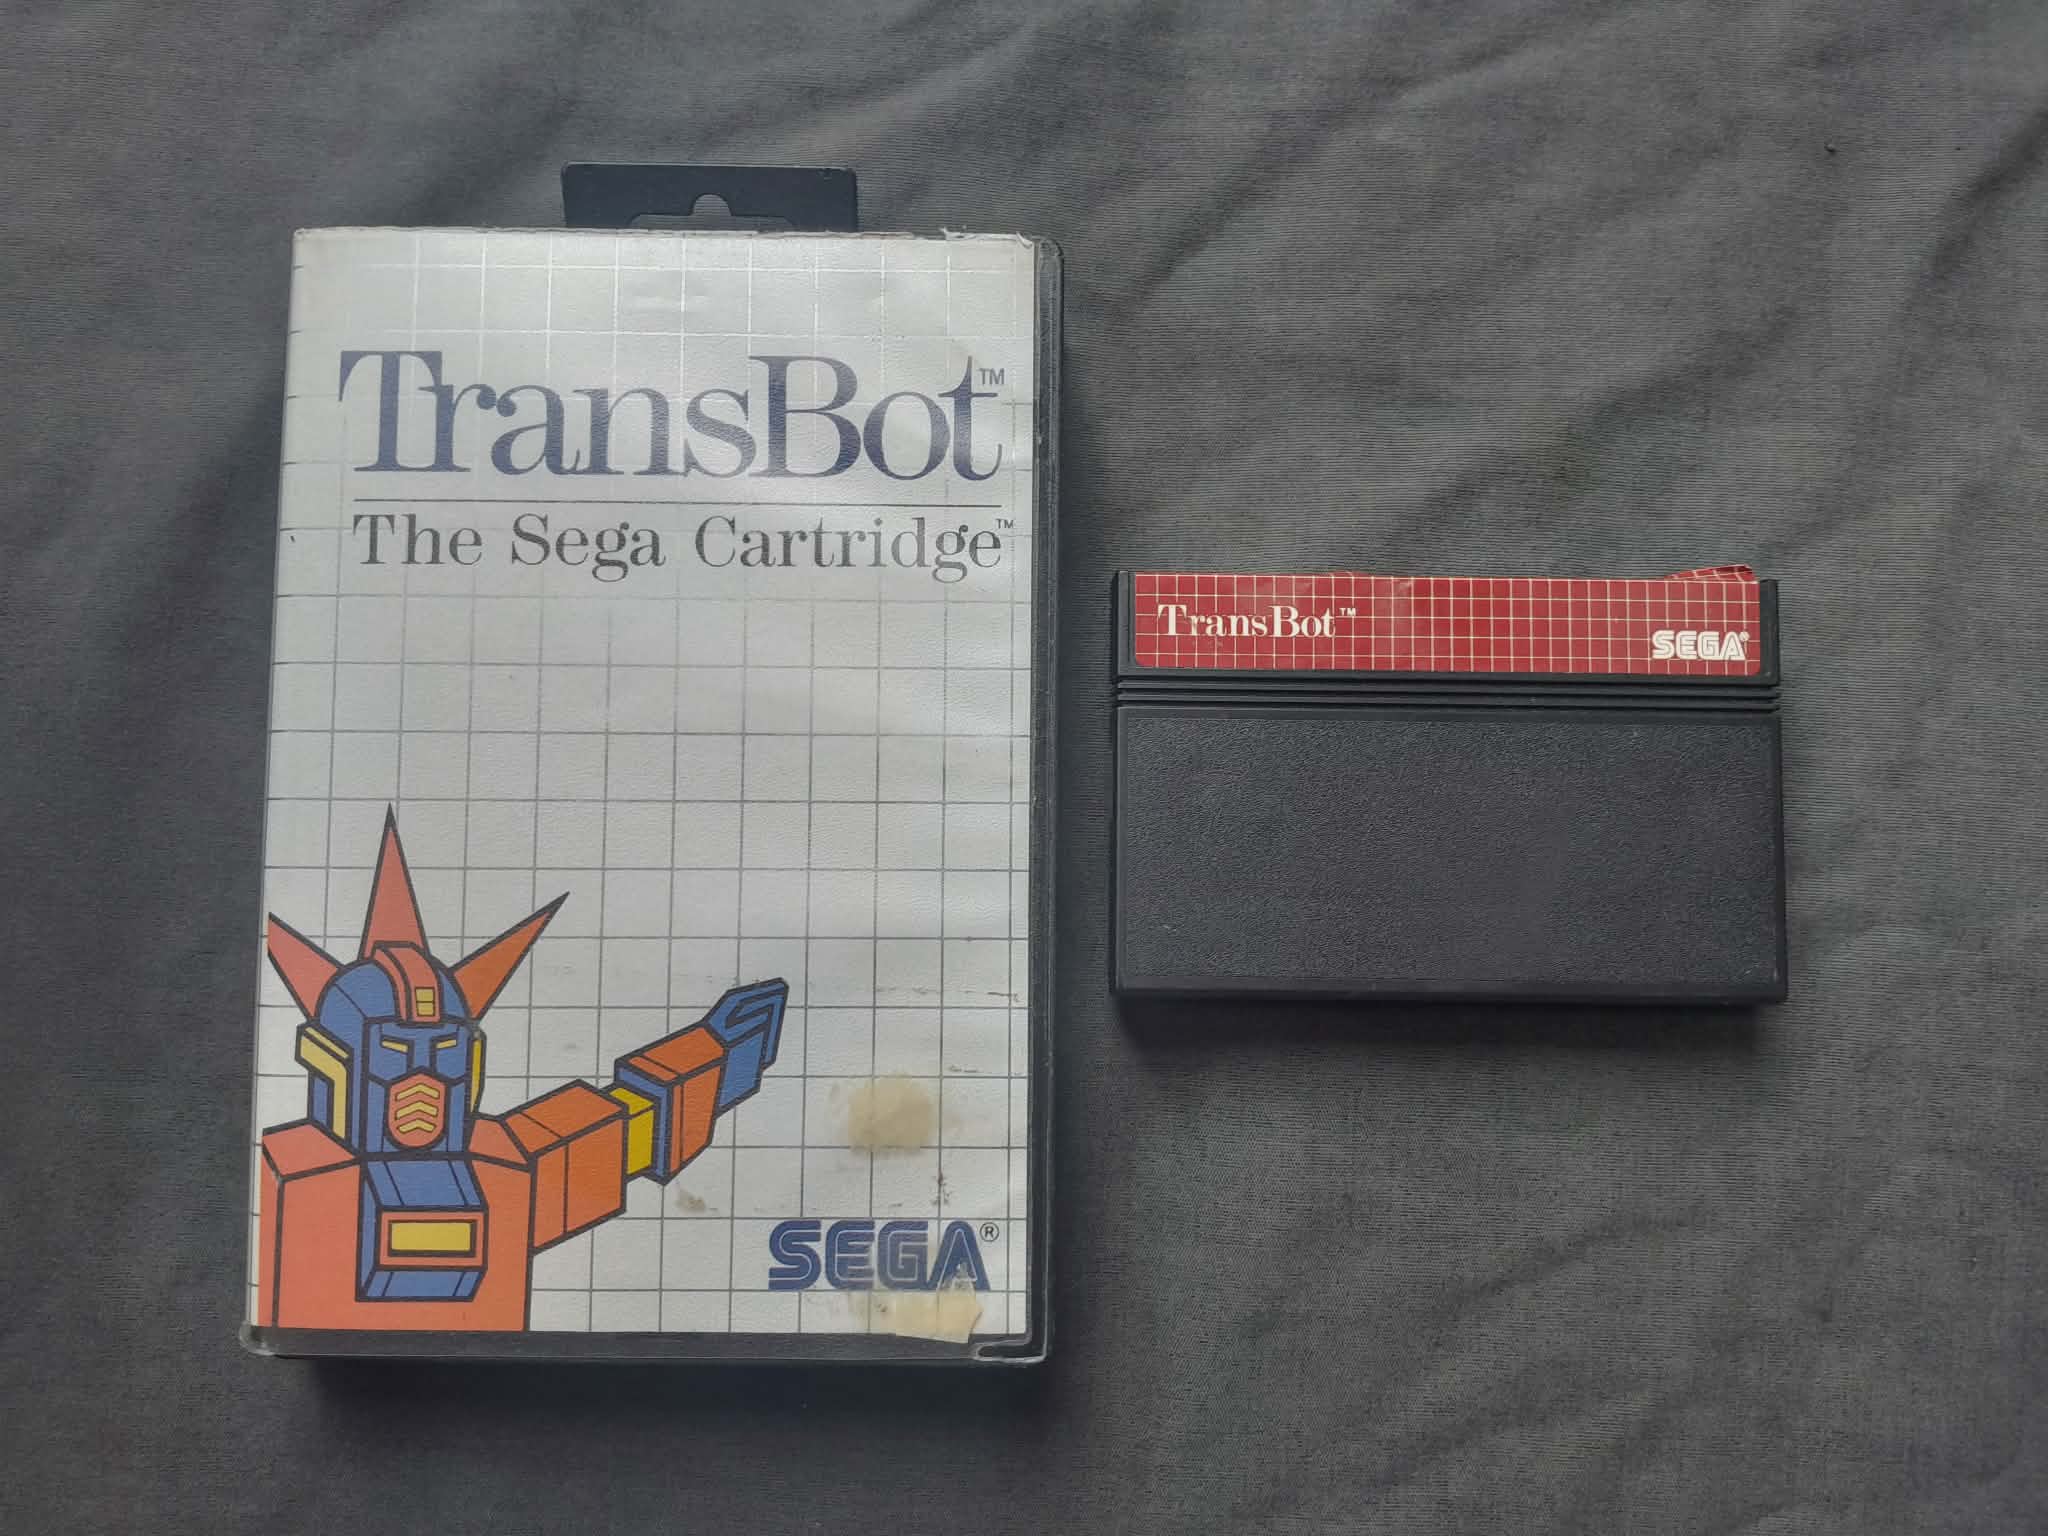 TransBot™
The Sega Cartridge™
SEGA®
TransBot™
SEGA®